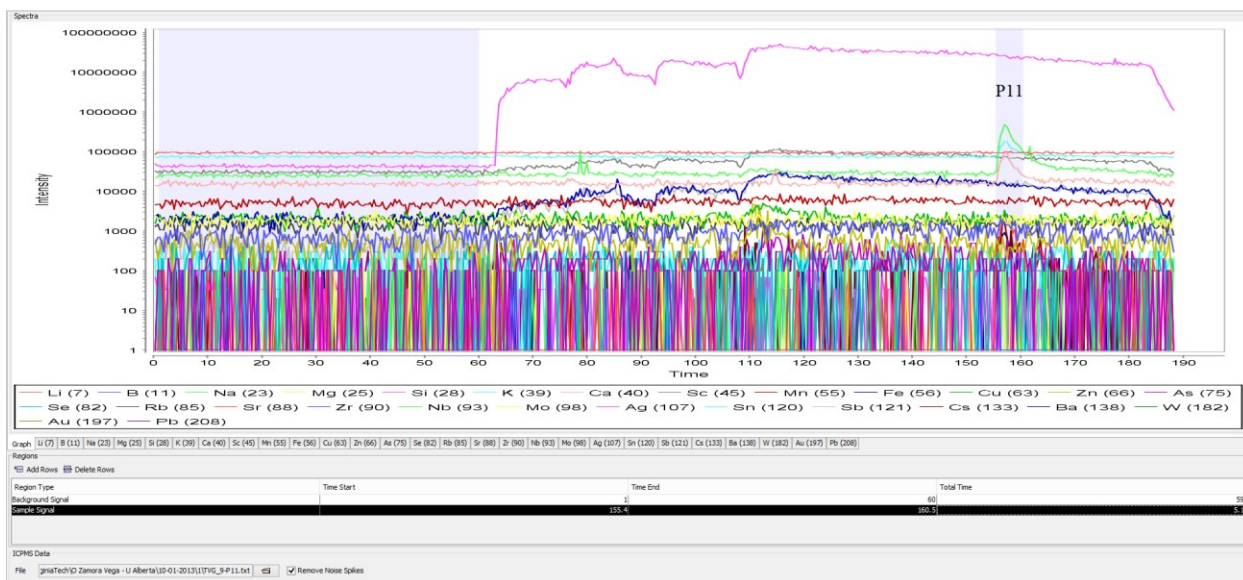 Spectra
100000000
10000000
1000000
100000
10000
1000
100
10
1
Intensity
P11
0 10 20 30 40 50 60 70 80 90 100 110 120 130 140 150 160 170 180 190
Time
Li (7) B (11) Na (23) Mg (25) Si (28) K (39) Ca (40) Sc (45) Mn (55) Fe (56) Cu (63) Zn (66) As (75)
Se (82) Rb (85) Sr (88) Zr (90) Nb (93) Mo (98) Ag (107) Sn (120) Sb (121) Cs (133) Ba (138) W (182)
Au (197) Pb (208)
Graph Li (7) B (11) Na (23) Mg (25) Si (28) K (39) Ca (40) Sc (45) Mn (55) Fe (56) Cu (63) Zn (66) As (75) Se (82) Rb (85) Sr (88) Zr (90) Nb (93) Mo (98) Ag (107) Sn (120) Sb (121) Cs (133) Ba (138) W (182) Au (197) Pb (208)
Regions
Add Rows Delete Rows
Region Type Time Start Time End Total Time
Background Signal 1 60 59
Sample Signal 155.4 160.5 5.1
ICPMS Data
File giniaTech\O Zamora Vega - U Alberta\10-01-2013\1\TVG_9-P11.txt Remove Noise Spikes